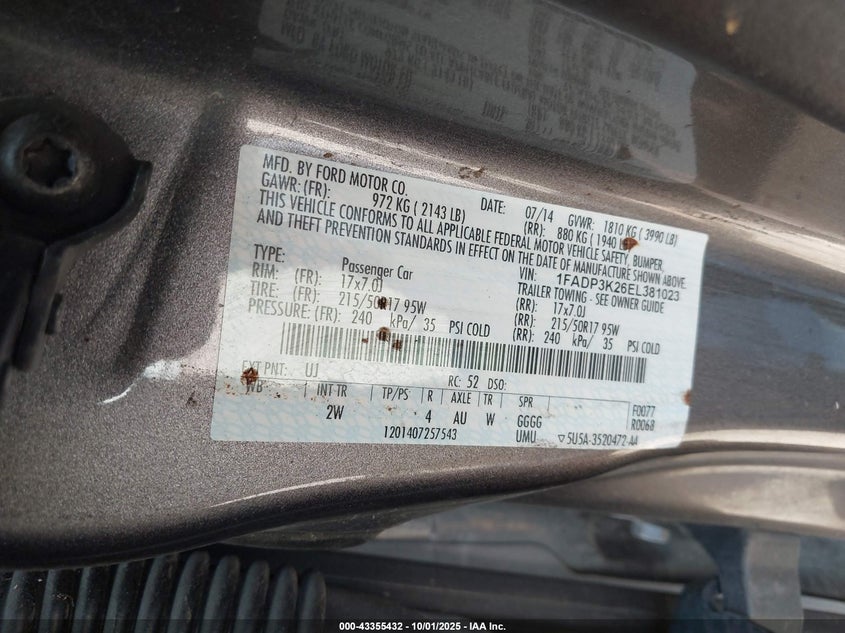 MFD. BY FORD MOTOR CO.
DATE: 07/14 GVWR: 1810 KG ( 3990 LB)
GAWR: (FR): 972 KG ( 2143 LB) (RR): 880 KG ( 1940 LB)
THIS VEHICLE CONFORMS TO ALL APPLICABLE FEDERAL MOTOR VEHICLE SAFETY, BUMPER,
AND THEFT PREVENTION STANDARDS IN EFFECT ON THE DATE OF MANUFACTURE SHOWN ABOVE.
VIN: 1FADP3K26EL381023
TYPE: Passenger Car TRAILER TOWING - SEE OWNER GUIDE
RIM: (FR): 17x7.0J (RR): 17x7.0J
TIRE: (FR): 215/50R17 95W (RR): 215/50R17 95W
PRESSURE: (FR): 240 kPa/ 35 PSI COLD (RR): 240 kPa/ 35 PSI COLD
EXT PNT: UJ RC: 52 DSO:
WB INT TR TP/PS R AXLE TR SPR
2W 4 AU W GGGG F0077
R0068
1201407257543 UMU ▽5U5A-3520472-AA
000-43355432 - 10/01/2025 - IAA Inc.